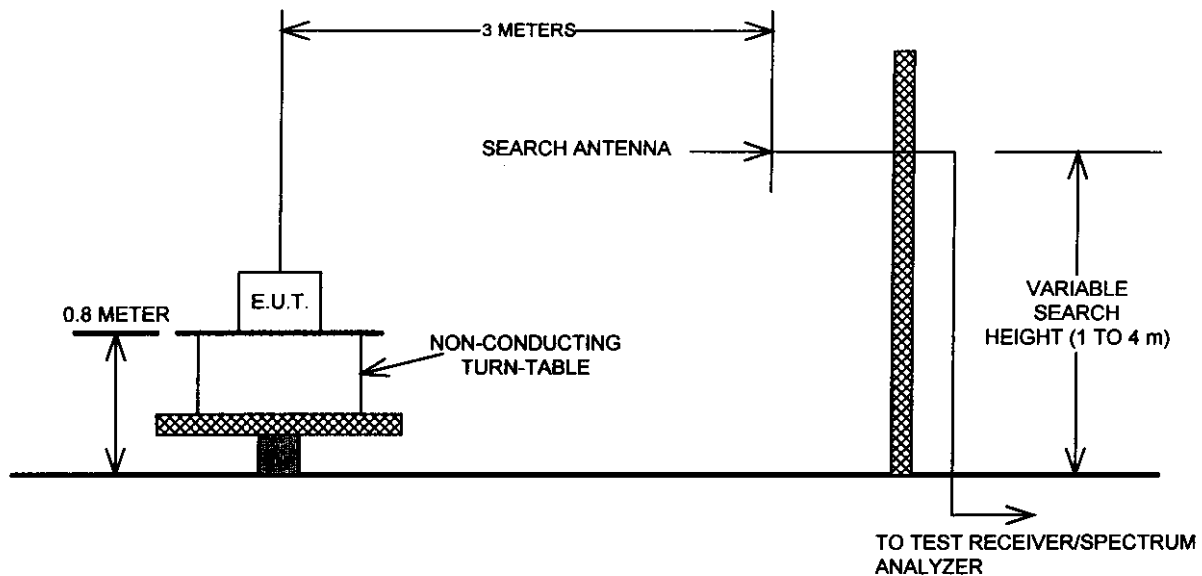 3 METERS
SEARCH ANTENNA
E.U.T.
0.8 METER
NON-CONDUCTING
TURN-TABLE
VARIABLE
SEARCH
HEIGHT (1 TO 4 m)
TO TEST RECEIVER/SPECTRUM
ANALYZER